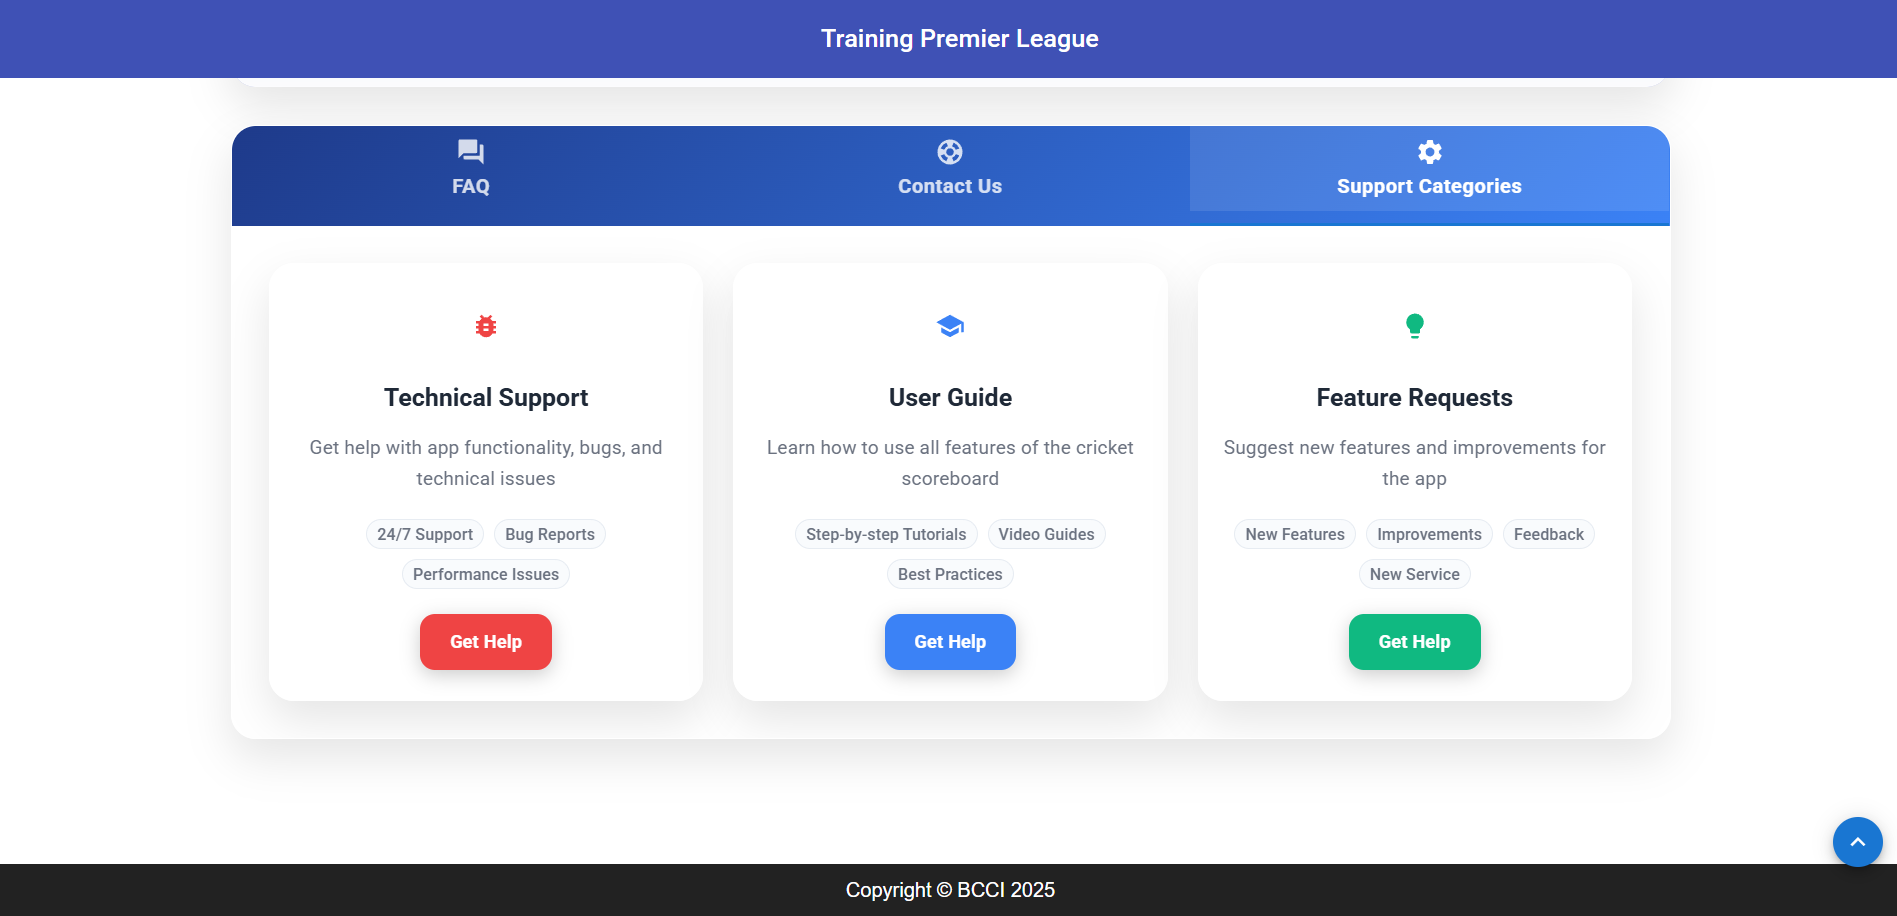 Training Premier League
FAQ
Contact Us
Support Categories
Technical Support
Get help with app functionality, bugs, and
technical issues
24/7 Support
Bug Reports
Performance Issues
Get Help
User Guide
Learn how to use all features of the cricket
scoreboard
Step-by-step Tutorials
Video Guides
Best Practices
Get Help
Feature Requests
Suggest new features and improvements for
the app
New Features
Improvements
Feedback
New Service
Get Help
Copyright © BCCI 2025